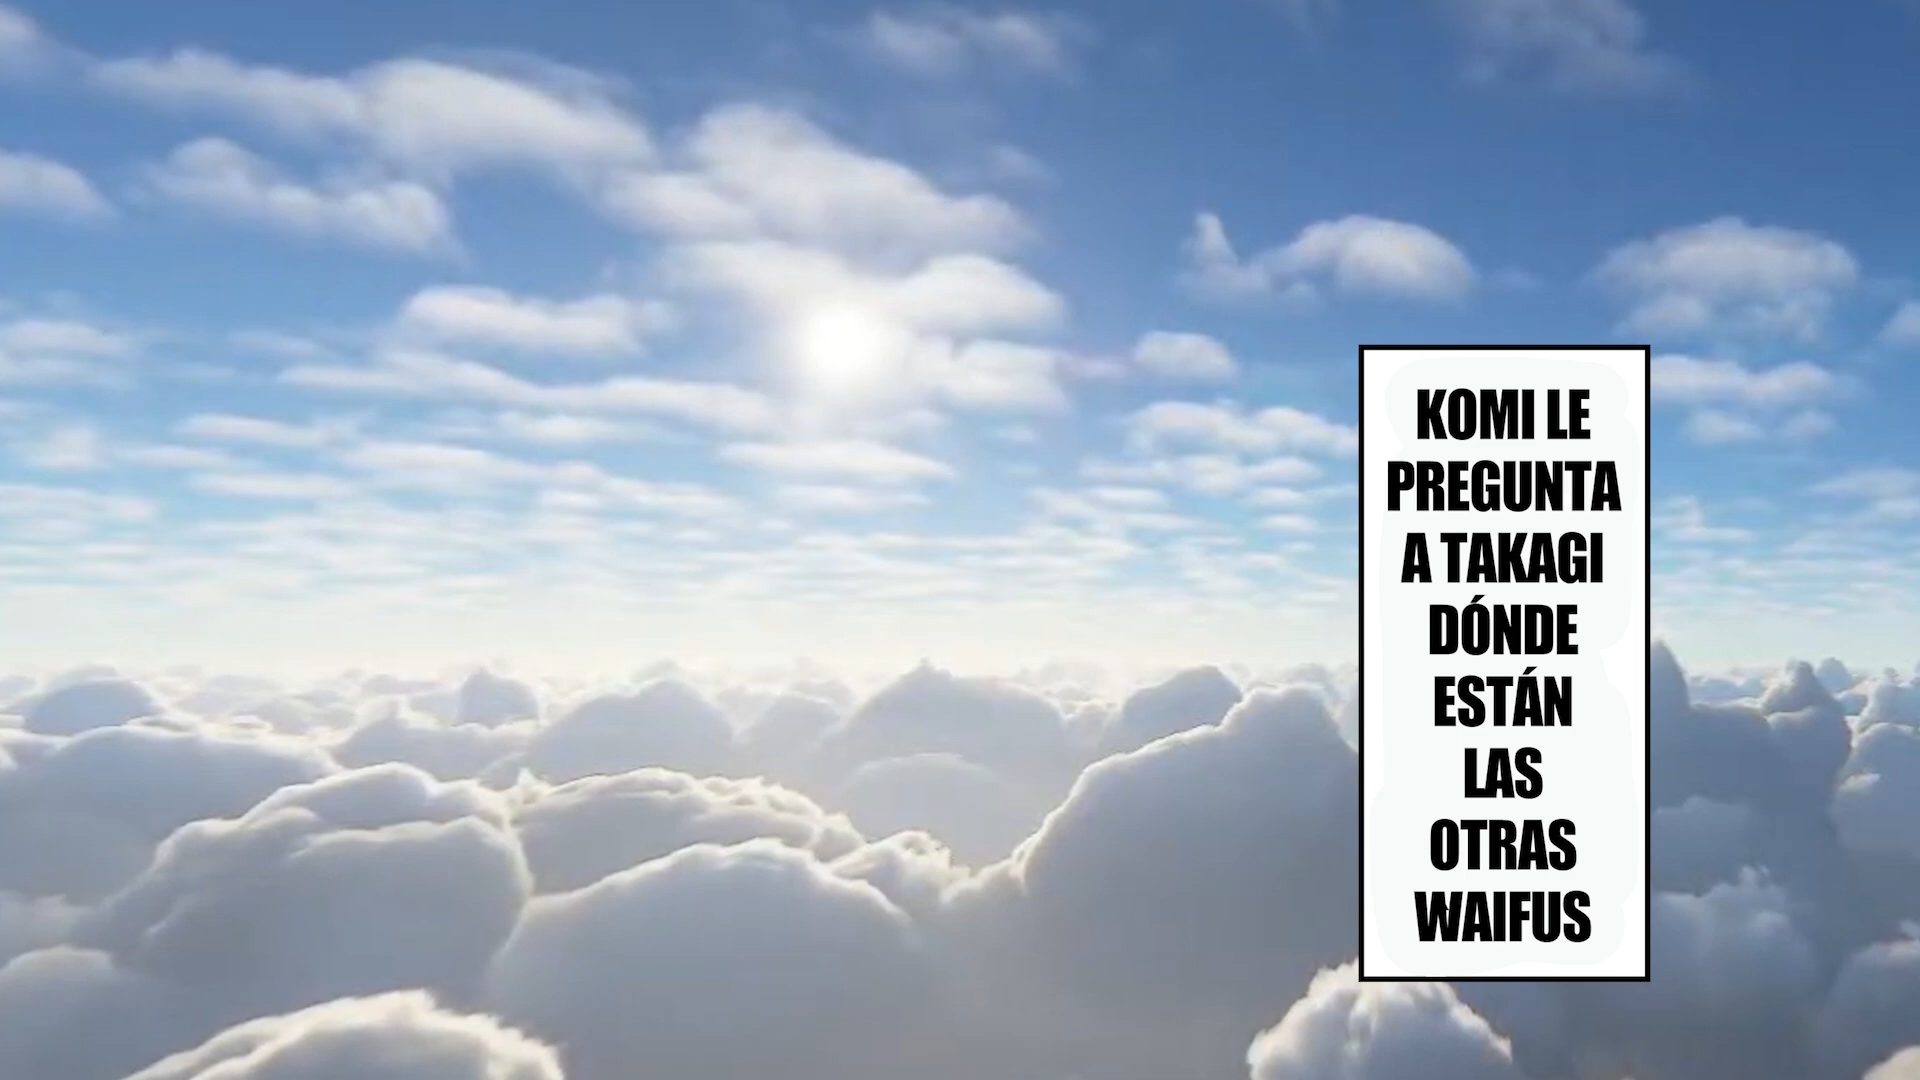 KOMI LE
PREGUNTA
A TAKAGI
DÓNDE
ESTÁN
LAS
OTRAS
WAIFUS